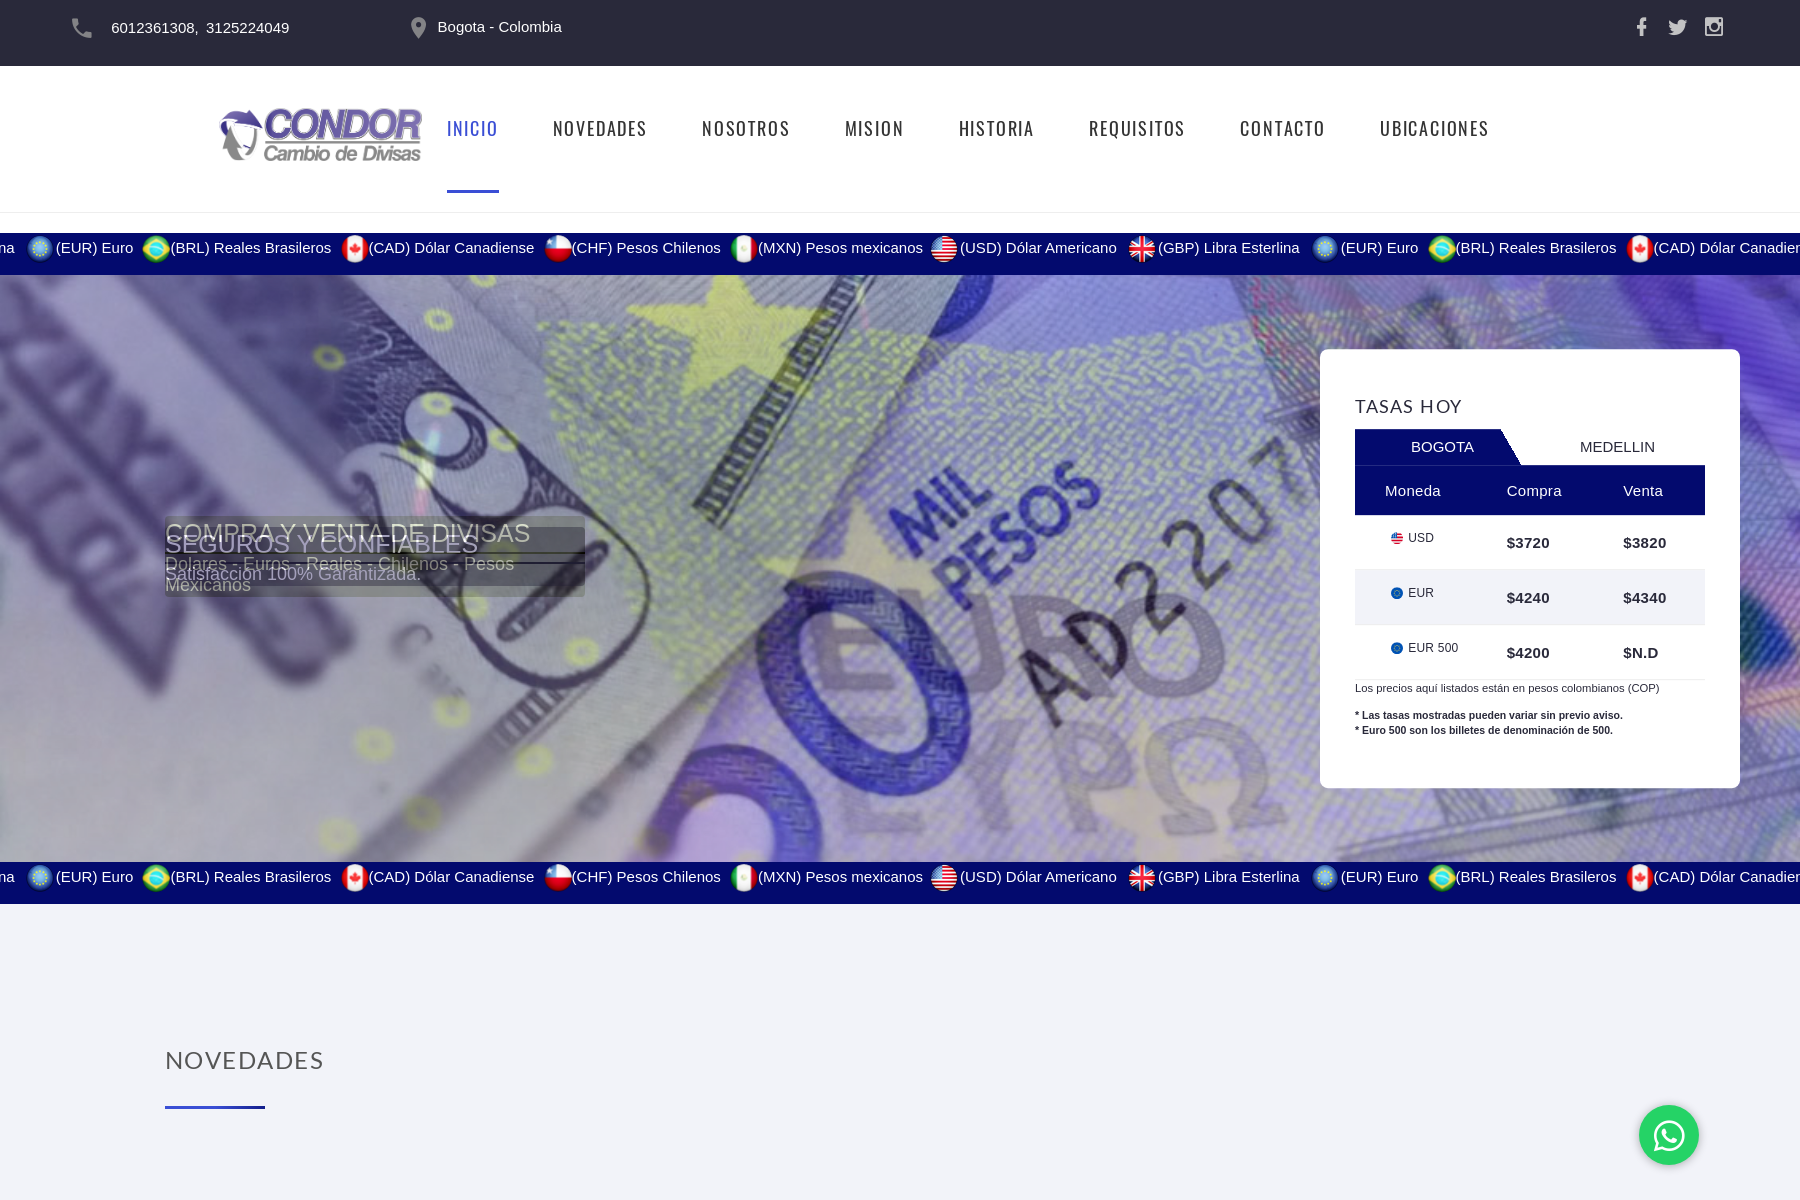 6012361308, 3125224049
Bogota - Colombia
CONDOR
Cambio de Divisas
INICIO
NOVEDADES
NOSOTROS
MISION
HISTORIA
REQUISITOS
CONTACTO
UBICACIONES
na (EUR) Euro (BRL) Reales Brasileros (CAD) Dólar Canadiense (CHF) Pesos Chilenos (MXN) Pesos mexicanos (USD) Dólar Americano (GBP) Libra Esterlina (EUR) Euro (BRL) Reales Brasileros (CAD) Dólar Canadien
COMPRA Y VENTA DE DIVISAS
SEGUROS Y CONFIABLES
Dolares - Euros - Reales - Chilenos - Pesos
Mexicanos
Satisfacción 100% Garantizada.
MIL
PESOS
EURO
ΕΥΡΩ
AD2207
TASAS HOY
BOGOTA MEDELLIN
Moneda Compra Venta
USD $3720 $3820
EUR $4240 $4340
EUR 500 $4200 $N.D
Los precios aquí listados están en pesos colombianos (COP)
* Las tasas mostradas pueden variar sin previo aviso.
* Euro 500 son los billetes de denominación de 500.
na (EUR) Euro (BRL) Reales Brasileros (CAD) Dólar Canadiense (CHF) Pesos Chilenos (MXN) Pesos mexicanos (USD) Dólar Americano (GBP) Libra Esterlina (EUR) Euro (BRL) Reales Brasileros (CAD) Dólar Canadien
NOVEDADES